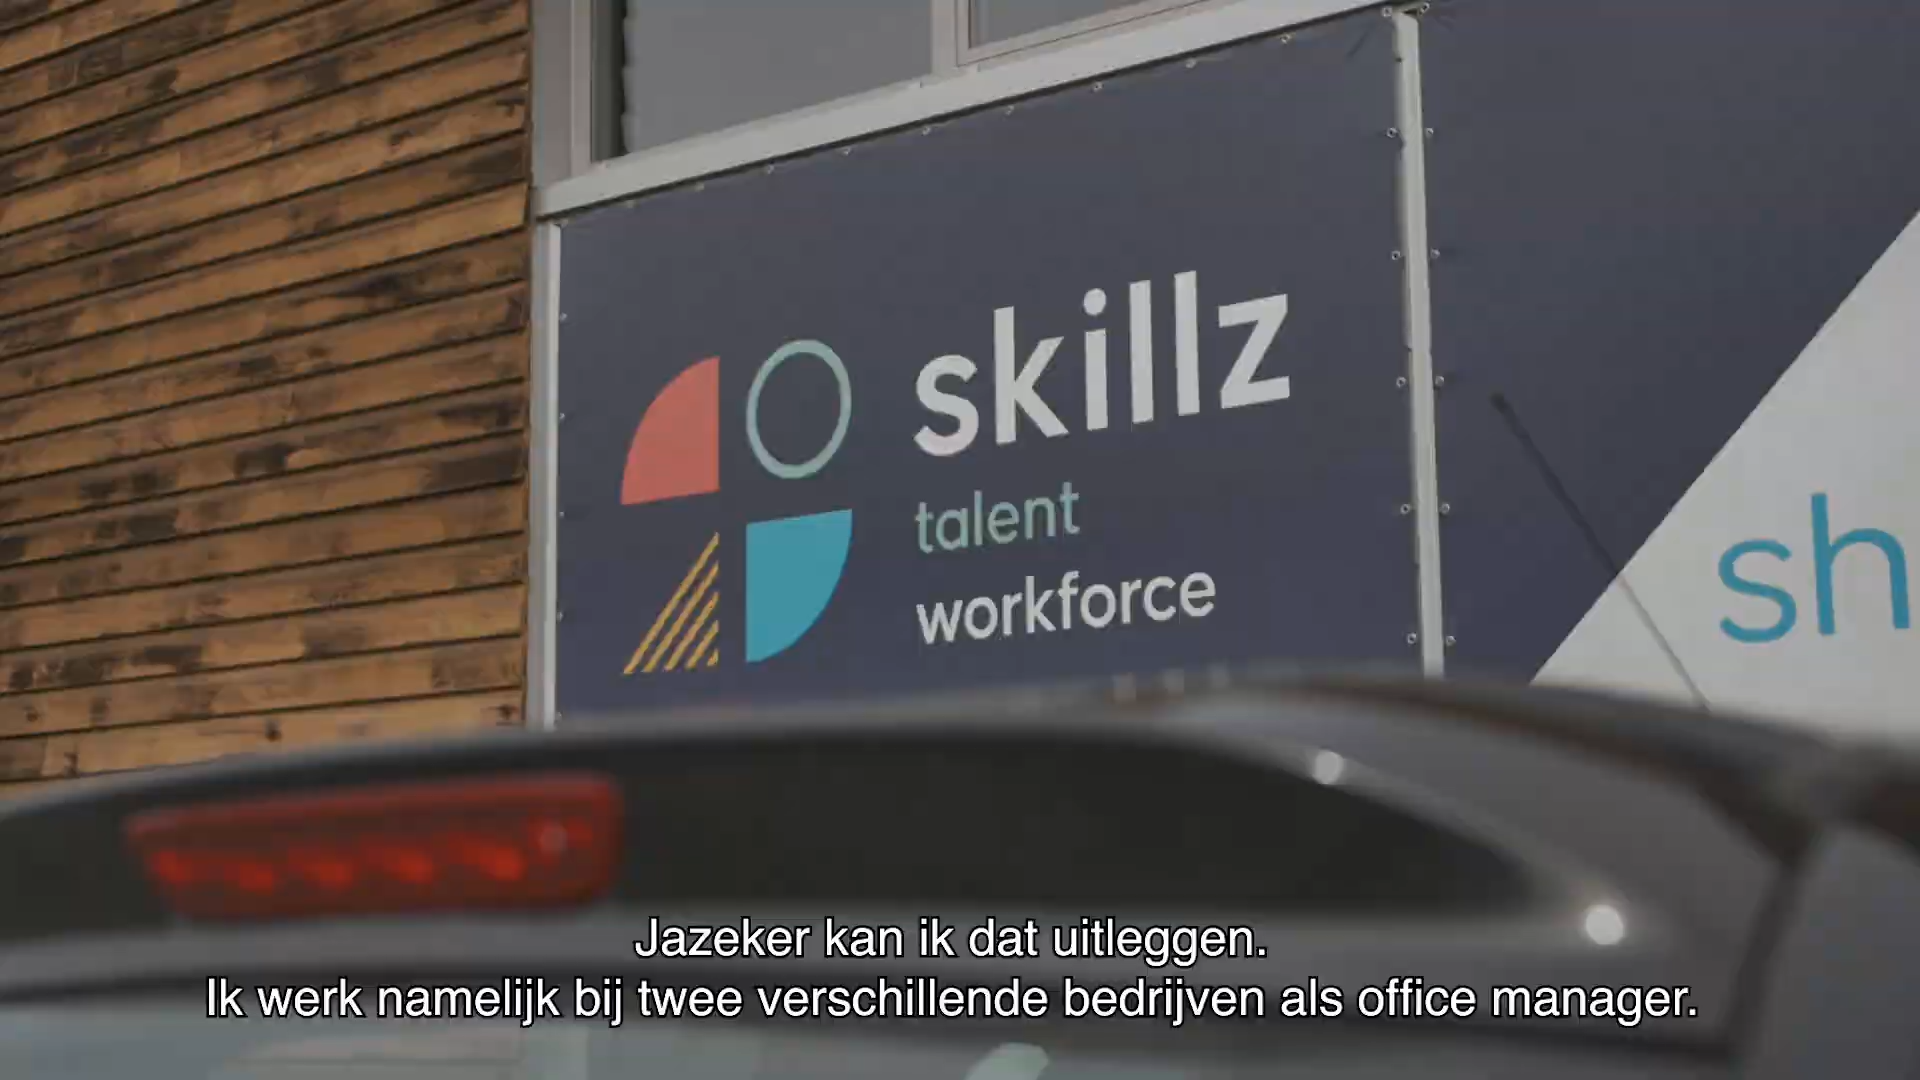 skillz
talent
workforce
sh
Jazeker kan ik dat uitleggen.
Ik werk namelijk bij twee verschillende bedrijven als office manager.